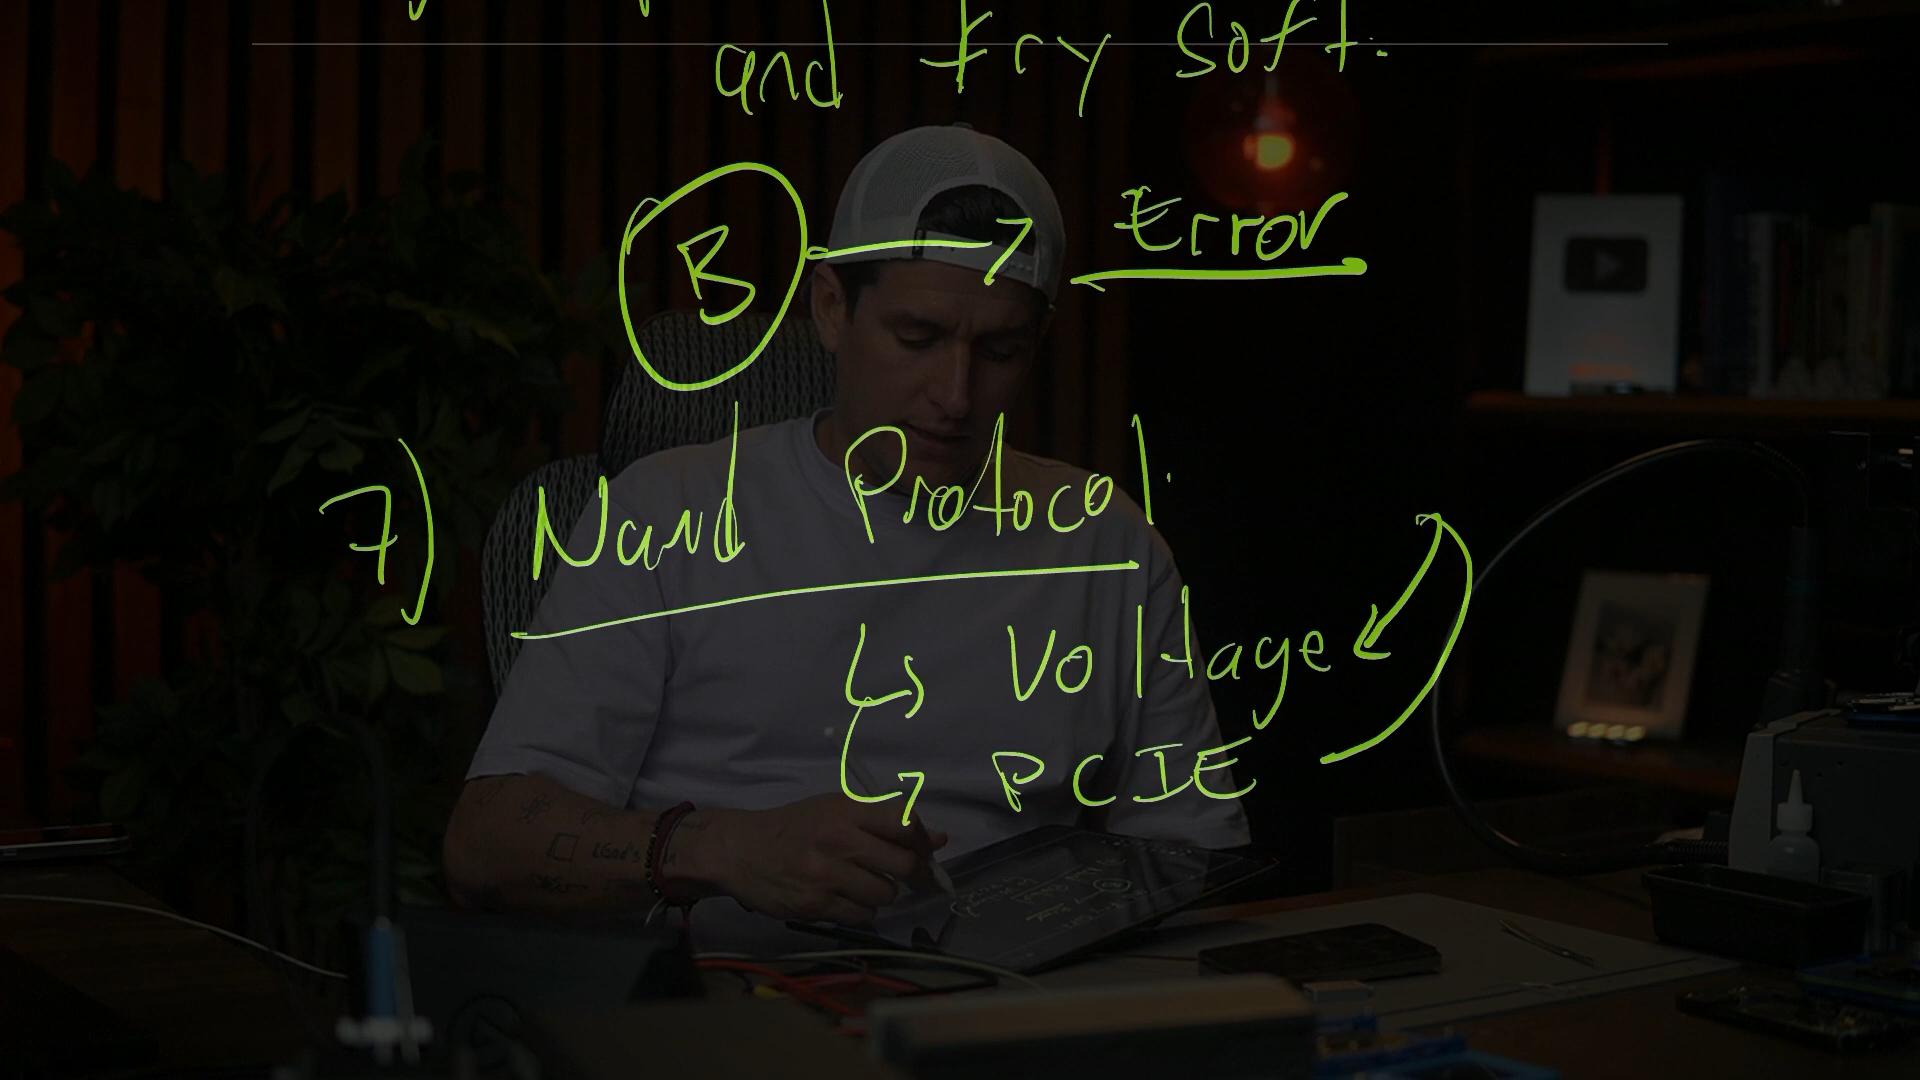 and try soft.
B → Error
7) Nand Protocol.
↳ Voltage
↳ PCIE